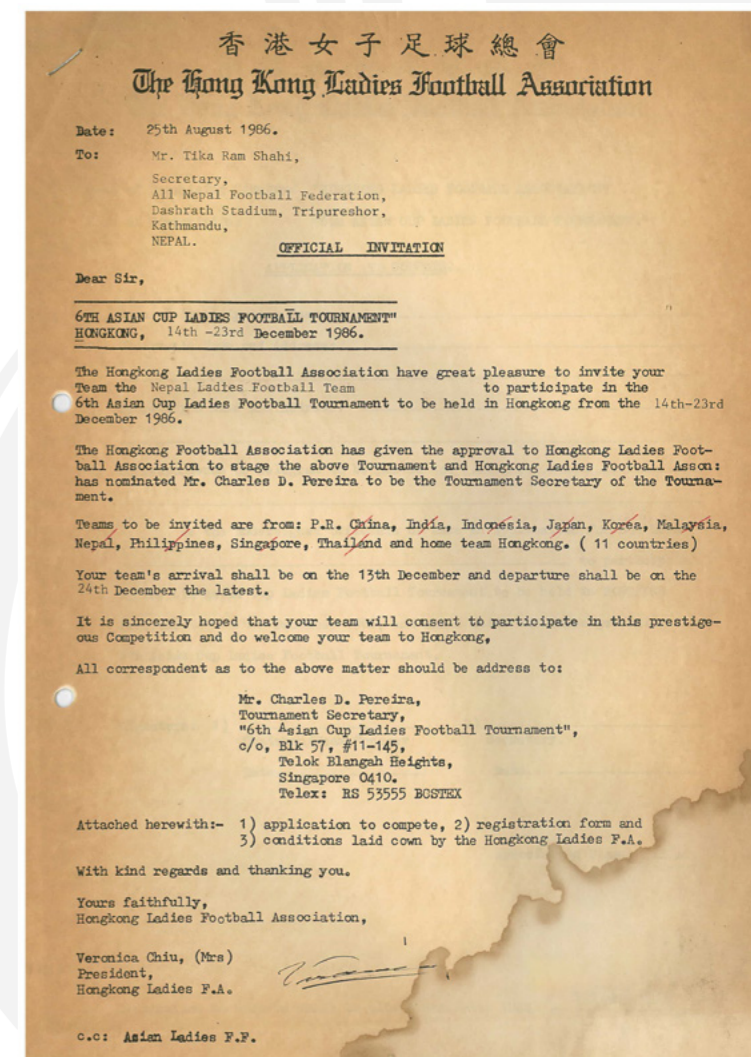 香港女子足球總會
The Hong Kong Ladies Football Association
Date: 25th August 1986.
To: Mr. Tika Ram Shahi,
Secretary,
All Nepal Football Federation,
Dashrath Stadium, Tripureshor,
Kathmandu,
NEPAL.
OFFICIAL INVITATION
Dear Sir,
6TH ASIAN CUP LADIES FOOTBALL TOURNAMENT"
HONGKONG, 14th -23rd December 1986.
The Hongkong Ladies Football Association have great pleasure to invite your
Team the Nepal Ladies Football Team to participate in the
6th Asian Cup Ladies Football Tournament to be held in Hongkong from the 14th-23rd
December 1986.
The Hongkong Football Association has given the approval to Hongkong Ladies Foot-
ball Association to stage the above Tournament and Hongkong Ladies Football Asson:
has nominated Mr. Charles D. Pereira to be the Tournament Secretary of the Tourna-
ment.
Teams to be invited are from: P.R. China, India, Indonesia, Japan, Korea, Malaysia,
Nepal, Philippines, Singapore, Thailand and home team Hongkong. ( 11 countries)
Your team's arrival shall be on the 13th December and departure shall be on the
24th December the latest.
It is sincerely hoped that your team will consent to participate in this prestige-
ous Competition and do welcome your team to Hongkong,
All correspondent as to the above matter should be address to:
Mr. Charles D. Pereira,
Tournament Secretary,
"6th Asian Cup Ladies Football Tournament",
c/o, Blk 57, #11-145,
Telok Blangah Heights,
Singapore 0410.
Telex: RS 53555 BOSTEX
Attached herewith:- 1) application to compete, 2) registration form and
3) conditions laid cown by the Hongkong Ladies F.A.
With kind regards and thanking you.
Yours faithfully,
Hongkong Ladies Football Association,
Veronica Chiu, (Mrs)
President,
Hongkong Ladies F.A.
c.c: Asian Ladies F.F.